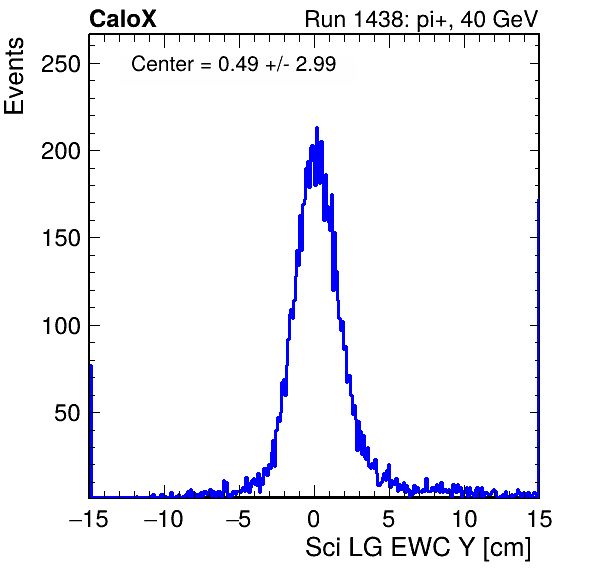 CaloX Run 1438: pi+, 40 GeV
Events
Center = 0.49 +/- 2.99
250
200
150
100
50
−15 −10 −5 0 5 10 15
Sci LG EWC Y [cm]